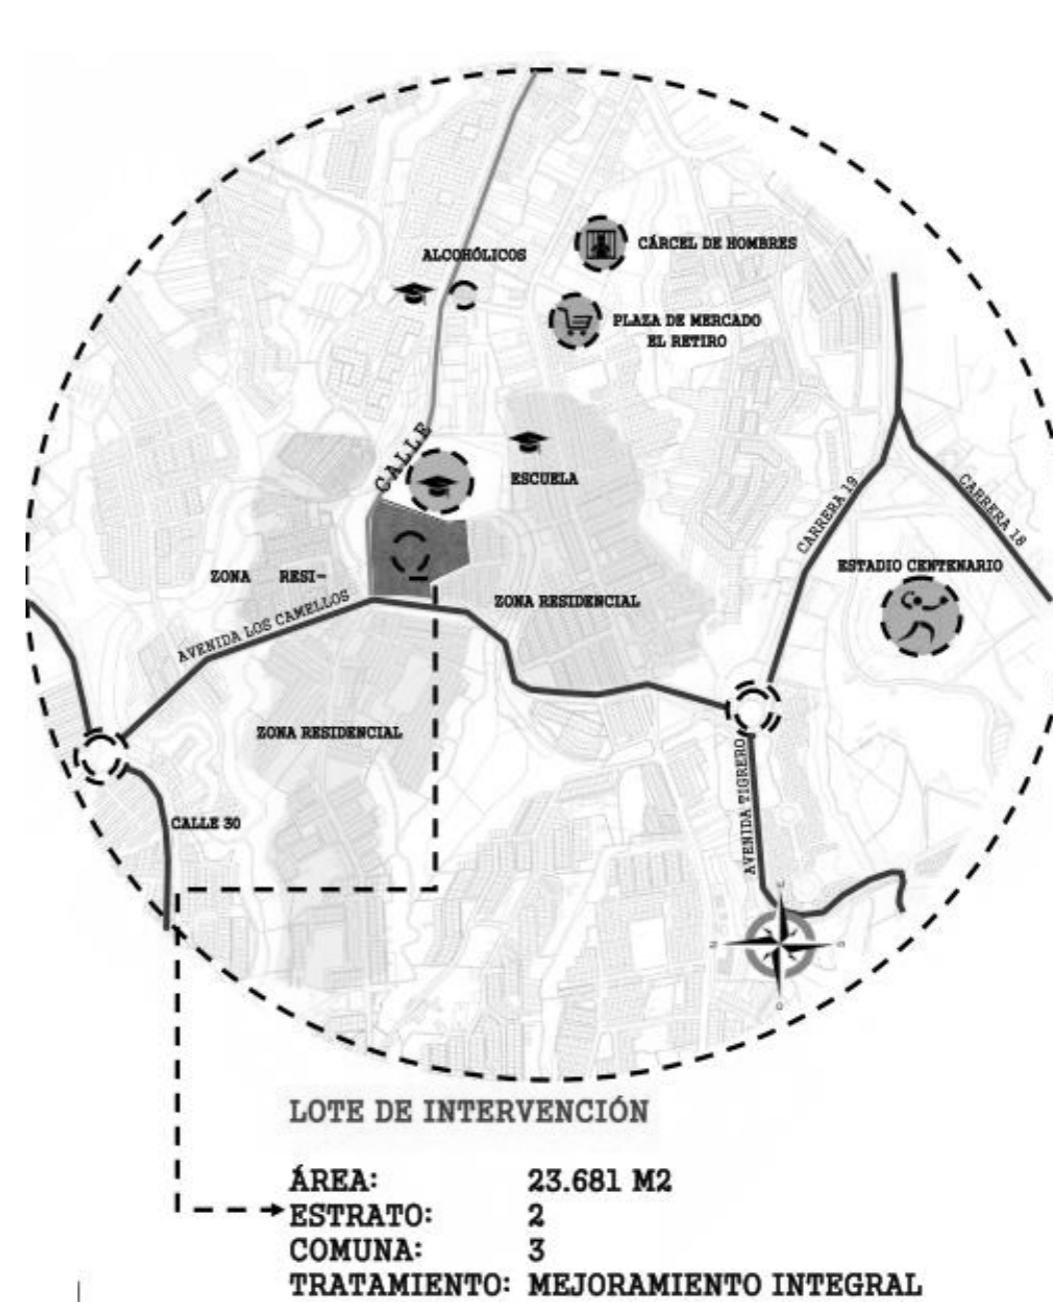 CÁRCEL DE HOMBRES
ALCOHÓLICOS
PLAZA DE MERCADO
EL RETIRO
CALLE
ESCUELA
CARRERA 19
CARRERA 18
ESTADIO CENTENARIO
ZONA RESI-
ZONA RESIDENCIAL
AVENIDA LOS CAMELLOS
ZONA RESIDENCIAL
AVENIDA TIGRERO
CALLE 30
E
N
S
O
LOTE DE INTERVENCIÓN
ÁREA: 23.681 M2
ESTRATO: 2
COMUNA: 3
TRATAMIENTO: MEJORAMIENTO INTEGRAL